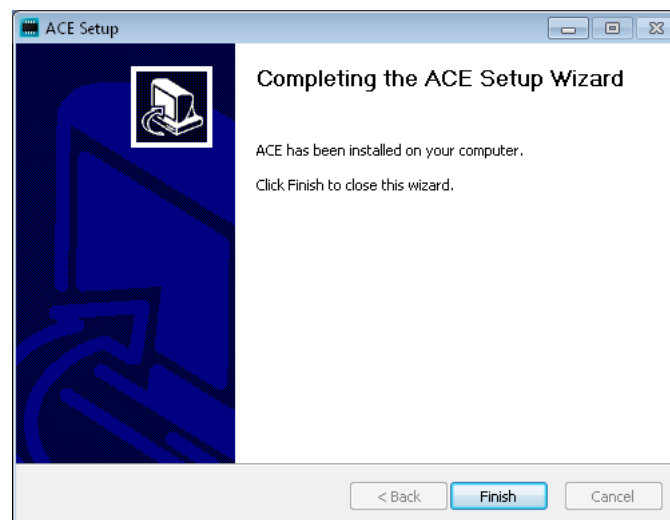 ACE Setup
Completing the ACE Setup Wizard
ACE has been installed on your computer.
Click Finish to close this wizard.
< Back
Finish
Cancel